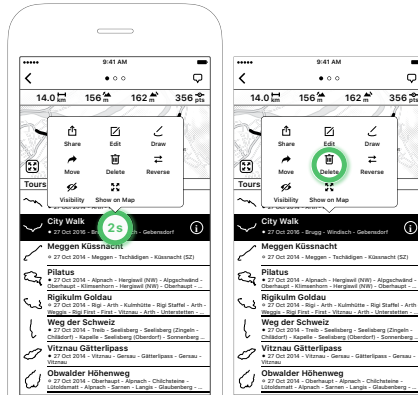 9:41 AM
14.0 km 156 m 162 m 356 pts
Share Edit Draw
Move Delete Reverse
Visibility Show on Map
Tours
City Walk
27 Oct 2016 - Br
ch - Gebensdorf
2s
Meggen Küssnacht
27 Oct 2014 - Meggen - Tschädigen - Küssnacht (SZ)
Pilatus
27 Oct 2014 - Alpnach - Hergiswil (NW) - Alpgschwänd -
Oberhaupt - Klimsenhorn - Hergiswil (NW) - Oberhaupt - ...
Rigikulm Goldau
27 Oct 2014 - Rigi - Arth - Kulmhütte - Rigi Staffel - Arth -
Weggis - Rigi First - First - Vitznau - Arth - Unterstetten - ...
Weg der Schweiz
27 Oct 2014 - Treib - Seelisberg - Seelisberg (Zingeln -
Chilädorf) - Kapelle - Seelisberg (Oberdorf) - Sonnenberg ...
Vitznau Gätterlipass
27 Oct 2014 - Vitznau - Gersau - Gätterlipass - Gersau -
Vitznau
Obwalder Höhenweg
27 Oct 2014 - Oberhaupt - Alpnach - Chilchsteine -
Lütoldsmatt - Alpnach - Sarnen - Langis - Glaubenberg - ...
9:41 AM
14.0 km 156 m 162 m 356 pts
Share Edit Draw
Move Delete Reverse
Visibility Show on Map
Tours
City Walk
27 Oct 2016 - Brugg - Windisch - Gebensdorf
Meggen Küssnacht
27 Oct 2014 - Meggen - Tschädigen - Küssnacht (SZ)
Pilatus
27 Oct 2014 - Alpnach - Hergiswil (NW) - Alpgschwänd -
Oberhaupt - Klimsenhorn - Hergiswil (NW) - Oberhaupt - ...
Rigikulm Goldau
27 Oct 2014 - Rigi - Arth - Kulmhütte - Rigi Staffel - Arth
Weggis - Rigi First - First - Vitznau - Arth - Unterstetten -
Weg der Schweiz
27 Oct 2014 - Treib - Seelisberg - Seelisberg (Zingeln -
Chilädorf) - Kapelle - Seelisberg (Oberdorf) - Sonnenberg
Vitznau Gätterlipass
27 Oct 2014 - Vitznau - Gersau - Gätterlipass - Gersau -
Vitznau
Obwalder Höhenweg
27 Oct 2014 - Oberhaupt - Alpnach - Chilchsteine -
Lütoldsmatt - Alpnach - Sarnen - Langis - Glaubenberg - ...